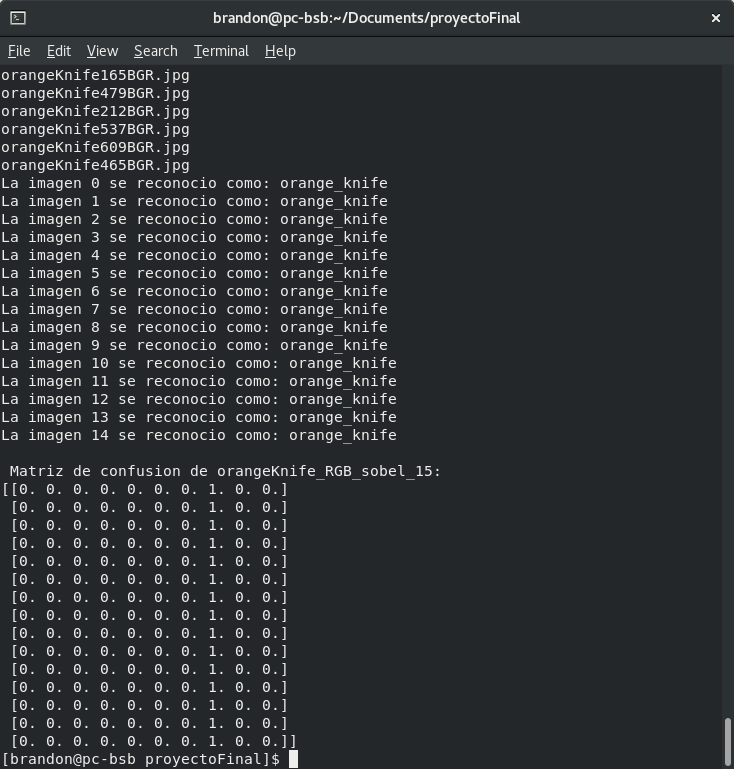 brandon@pc-bsb:~/Documents/proyectoFinal
File Edit View Search Terminal Help
orangeKnife165BGR.jpg
orangeKnife479BGR.jpg
orangeKnife212BGR.jpg
orangeKnife537BGR.jpg
orangeKnife609BGR.jpg
orangeKnife465BGR.jpg
La imagen 0 se reconocio como: orange_knife
La imagen 1 se reconocio como: orange_knife
La imagen 2 se reconocio como: orange_knife
La imagen 3 se reconocio como: orange_knife
La imagen 4 se reconocio como: orange_knife
La imagen 5 se reconocio como: orange_knife
La imagen 6 se reconocio como: orange_knife
La imagen 7 se reconocio como: orange_knife
La imagen 8 se reconocio como: orange_knife
La imagen 9 se reconocio como: orange_knife
La imagen 10 se reconocio como: orange_knife
La imagen 11 se reconocio como: orange_knife
La imagen 12 se reconocio como: orange_knife
La imagen 13 se reconocio como: orange_knife
La imagen 14 se reconocio como: orange_knife
Matriz de confusion de orangeKnife_RGB_sobel_15:
[[0. 0. 0. 0. 0. 0. 0. 1. 0. 0.]
[0. 0. 0. 0. 0. 0. 0. 1. 0. 0.]
[0. 0. 0. 0. 0. 0. 0. 1. 0. 0.]
[0. 0. 0. 0. 0. 0. 0. 1. 0. 0.]
[0. 0. 0. 0. 0. 0. 0. 1. 0. 0.]
[0. 0. 0. 0. 0. 0. 0. 1. 0. 0.]
[0. 0. 0. 0. 0. 0. 0. 1. 0. 0.]
[0. 0. 0. 0. 0. 0. 0. 1. 0. 0.]
[0. 0. 0. 0. 0. 0. 0. 1. 0. 0.]
[0. 0. 0. 0. 0. 0. 0. 1. 0. 0.]
[0. 0. 0. 0. 0. 0. 0. 1. 0. 0.]
[0. 0. 0. 0. 0. 0. 0. 1. 0. 0.]
[0. 0. 0. 0. 0. 0. 0. 1. 0. 0.]
[0. 0. 0. 0. 0. 0. 0. 1. 0. 0.]
[0. 0. 0. 0. 0. 0. 0. 1. 0. 0.]]
[brandon@pc-bsb proyectoFinal]$